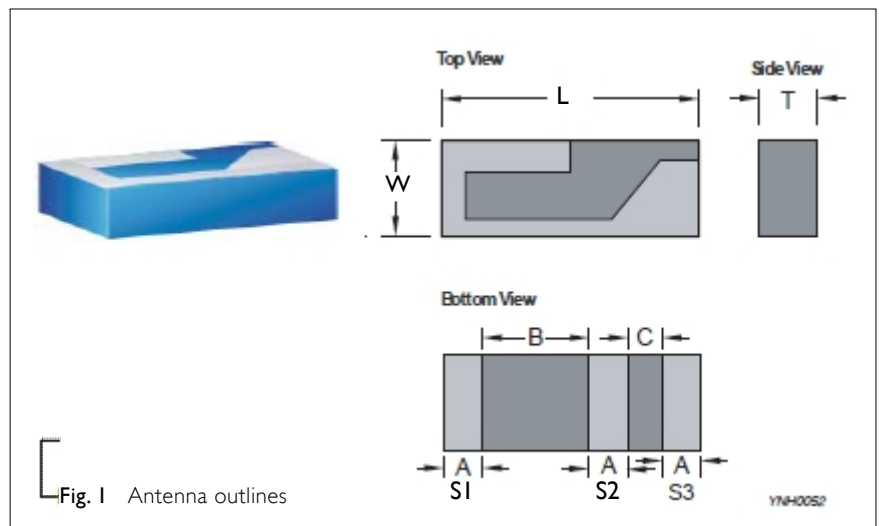 Top View
Side View
L
T
W
Bottom View
B C
A A A
S1 S2 S3
Fig. 1 Antenna outlines
YNH0052